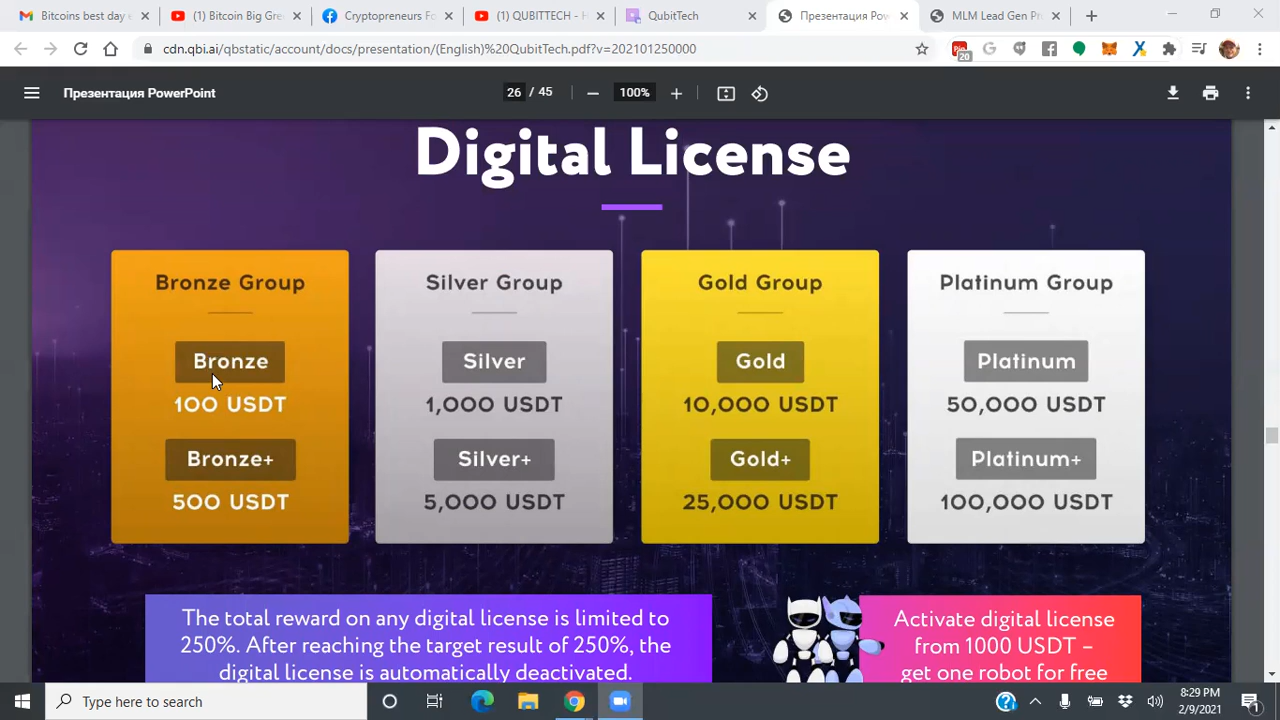 Bitcoins best day e
(1) Bitcoin Big Gre
Cryptopreneurs Fo
(1) QUBITTECH - H
QubitTech
Презентация Pow
MLM Lead Gen Pr
cdn.qbi.ai/qbstatic/account/docs/presentation/(English)%20QubitTech.pdf?v=202101250000
20
Презентация PowerPoint
26 / 45
100%
Digital License
Bronze Group
Bronze
100 USDT
Bronze+
500 USDT
Silver Group
Silver
1,000 USDT
Silver+
5,000 USDT
Gold Group
Gold
10,000 USDT
Gold+
25,000 USDT
Platinum Group
Platinum
50,000 USDT
Platinum+
100,000 USDT
The total reward on any digital license is limited to
250%. After reaching the target result of 250%, the
digital license is automatically deactivated.
Activate digital license
from 1000 USDT –
get one robot for free
Type here to search
8:29 PM
2/9/2021